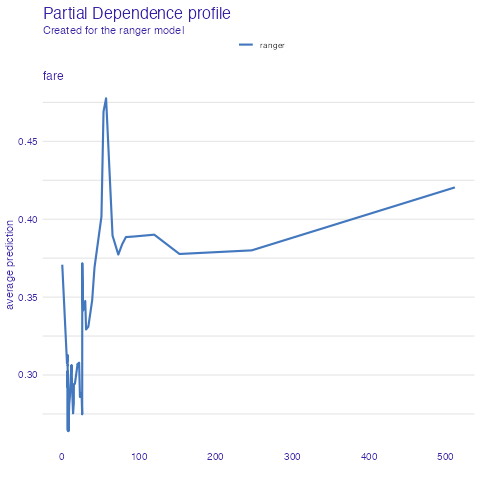 Partial Dependence profile
Created for the ranger model
ranger
fare
average prediction
0.45
0.40
0.35
0.30
0 100 200 300 400 500